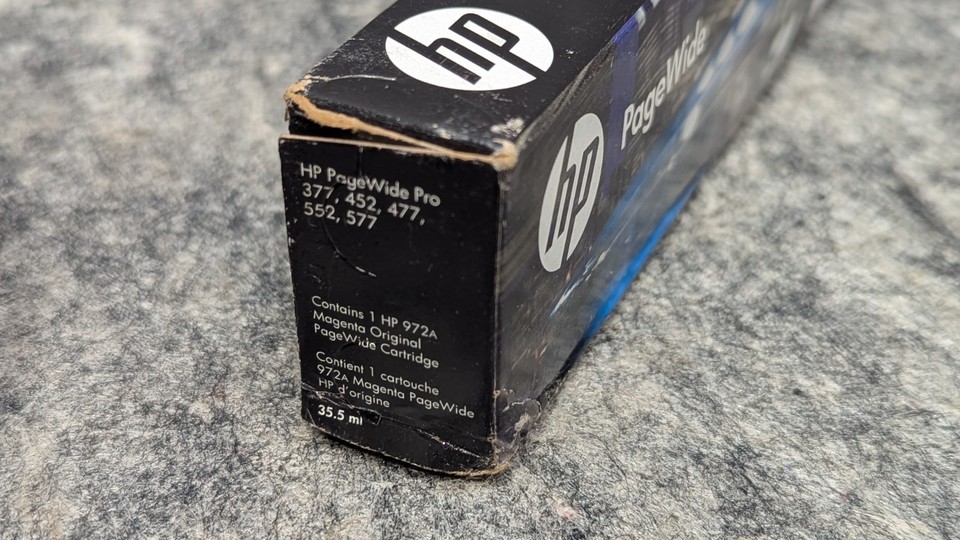 hp
hp
PageWide
HP PageWide Pro
377, 452, 477,
552, 577
Contains 1 HP 972A
Magenta Original
PageWide Cartridge
Contient 1 cartouche
972A Magenta PageWide
HP d'origine
35.5 ml